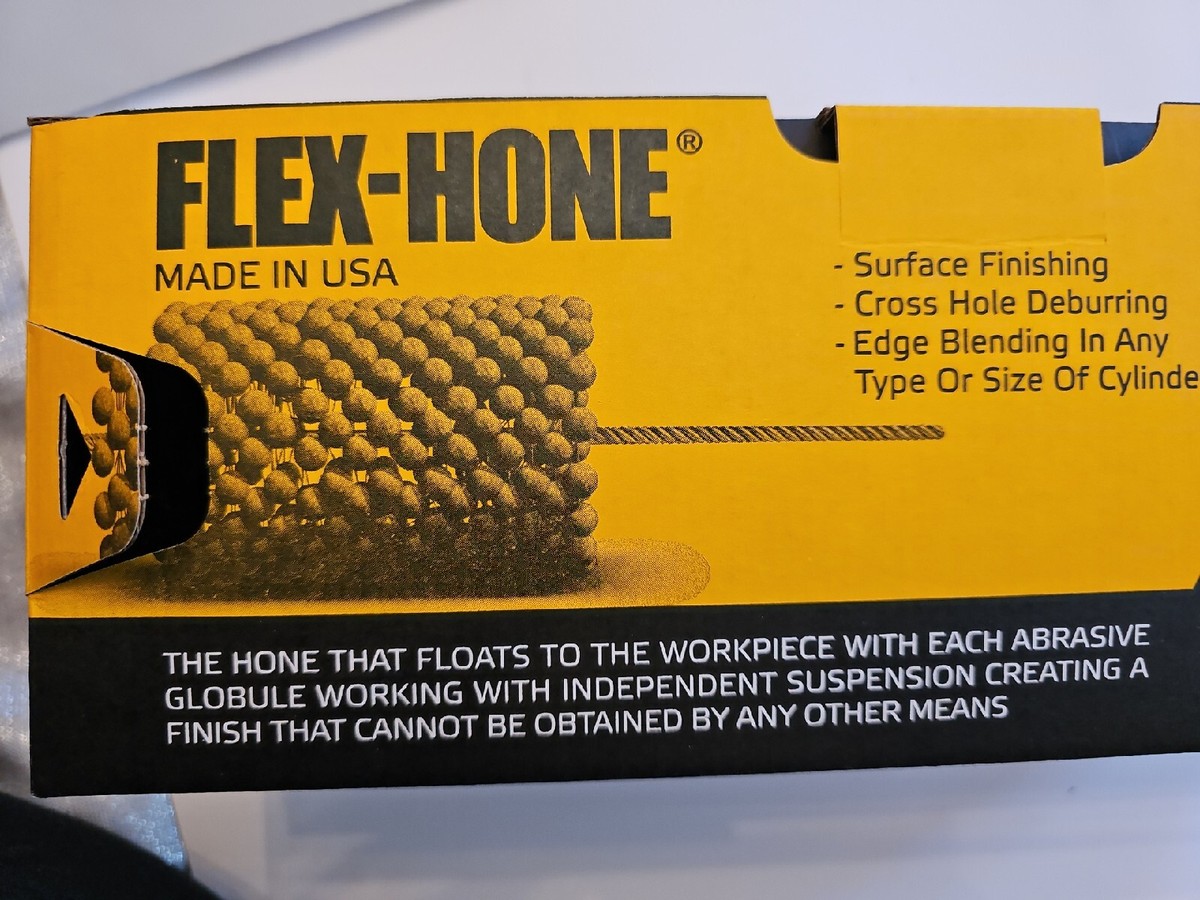 FLEX-HONE®
MADE IN USA
- Surface Finishing
- Cross Hole Deburring
- Edge Blending In Any
Type Or Size Of Cylinde
THE HONE THAT FLOATS TO THE WORKPIECE WITH EACH ABRASIVE
GLOBULE WORKING WITH INDEPENDENT SUSPENSION CREATING A
FINISH THAT CANNOT BE OBTAINED BY ANY OTHER MEANS